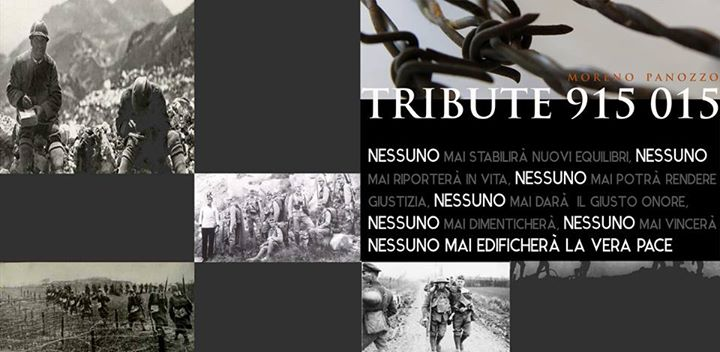 MORENO PANOZZO
TRIBUTE 915 015
NESSUNO MAI STABILIRÀ NUOVI EQUILIBRI, NESSUNO
MAI RIPORTERÀ IN VITA, NESSUNO MAI POTRÀ RENDERE
GIUSTIZIA, NESSUNO MAI DARÀ IL GIUSTO ONORE,
NESSUNO MAI DIMENTICHERÀ, NESSUNO MAI VINCERÀ
NESSUNO MAI EDIFICHERÀ LA VERA PACE